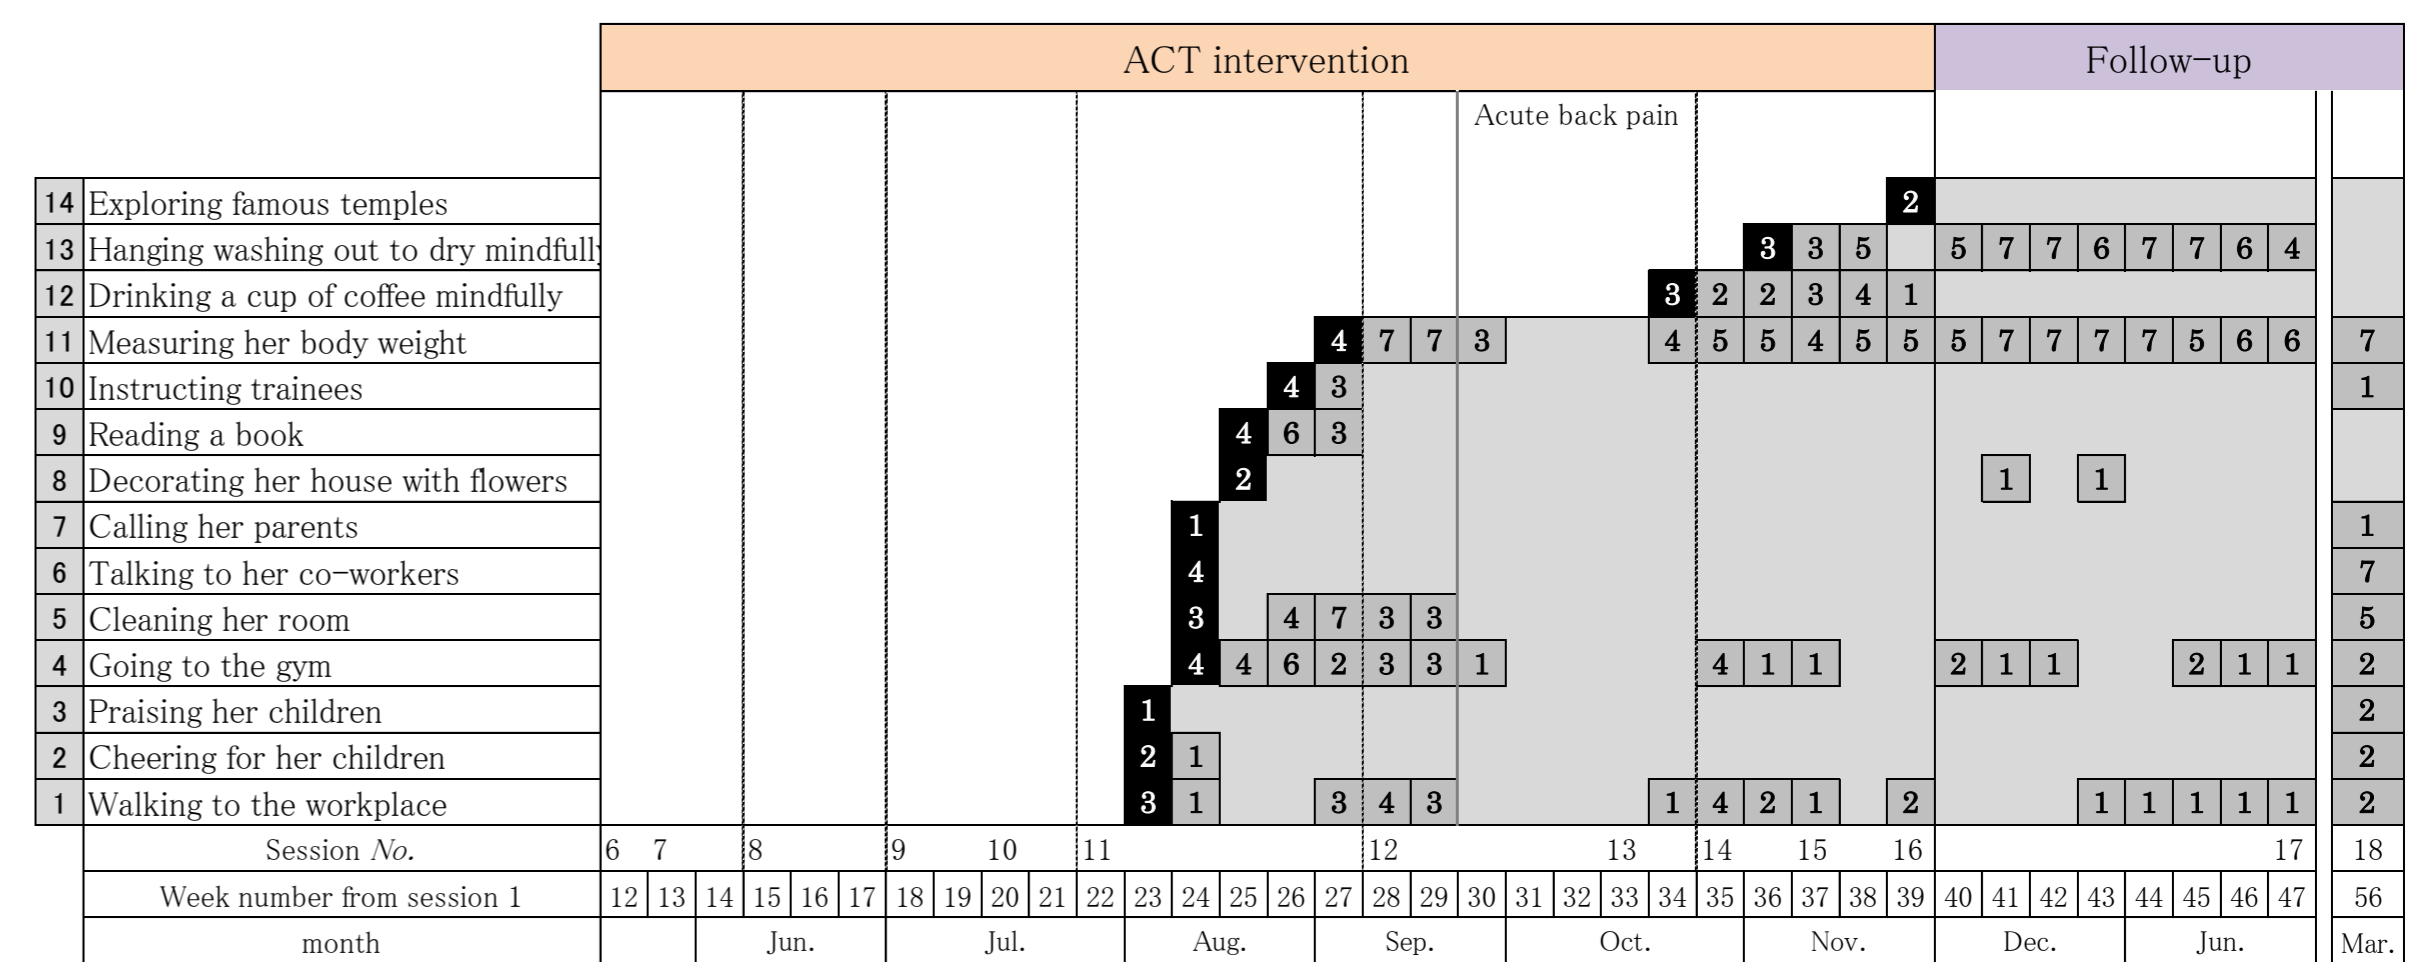 ACT intervention Follow-up
Acute back pain
14 Exploring famous temples 2
13 Hanging washing out to dry mindfully 3 3 5 5 7 7 6 7 7 6 4
12 Drinking a cup of coffee mindfully 3 2 2 3 4 1
11 Measuring her body weight 4 7 7 3 4 5 5 4 5 5 5 7 7 7 7 5 6 6 7
10 Instructing trainees 4 3 1
9 Reading a book 4 6 3
8 Decorating her house with flowers 2 1 1
7 Calling her parents 1 1
6 Talking to her co-workers 4 7
5 Cleaning her room 3 4 7 3 3 5
4 Going to the gym 4 4 6 2 3 3 1 4 1 1 2 1 1 2 1 1 2
3 Praising her children 1 2
2 Cheering for her children 2 1 2
1 Walking to the workplace 3 1 3 4 3 1 4 2 1 2 1 1 1 1 1 2
Session No. 6 7 8 9 10 11 12 13 14 15 16 17 18
Week number from session 1 12 13 14 15 16 17 18 19 20 21 22 23 24 25 26 27 28 29 30 31 32 33 34 35 36 37 38 39 40 41 42 43 44 45 46 47 56
month Jun. Jul. Aug. Sep. Oct. Nov. Dec. Jun. Mar.